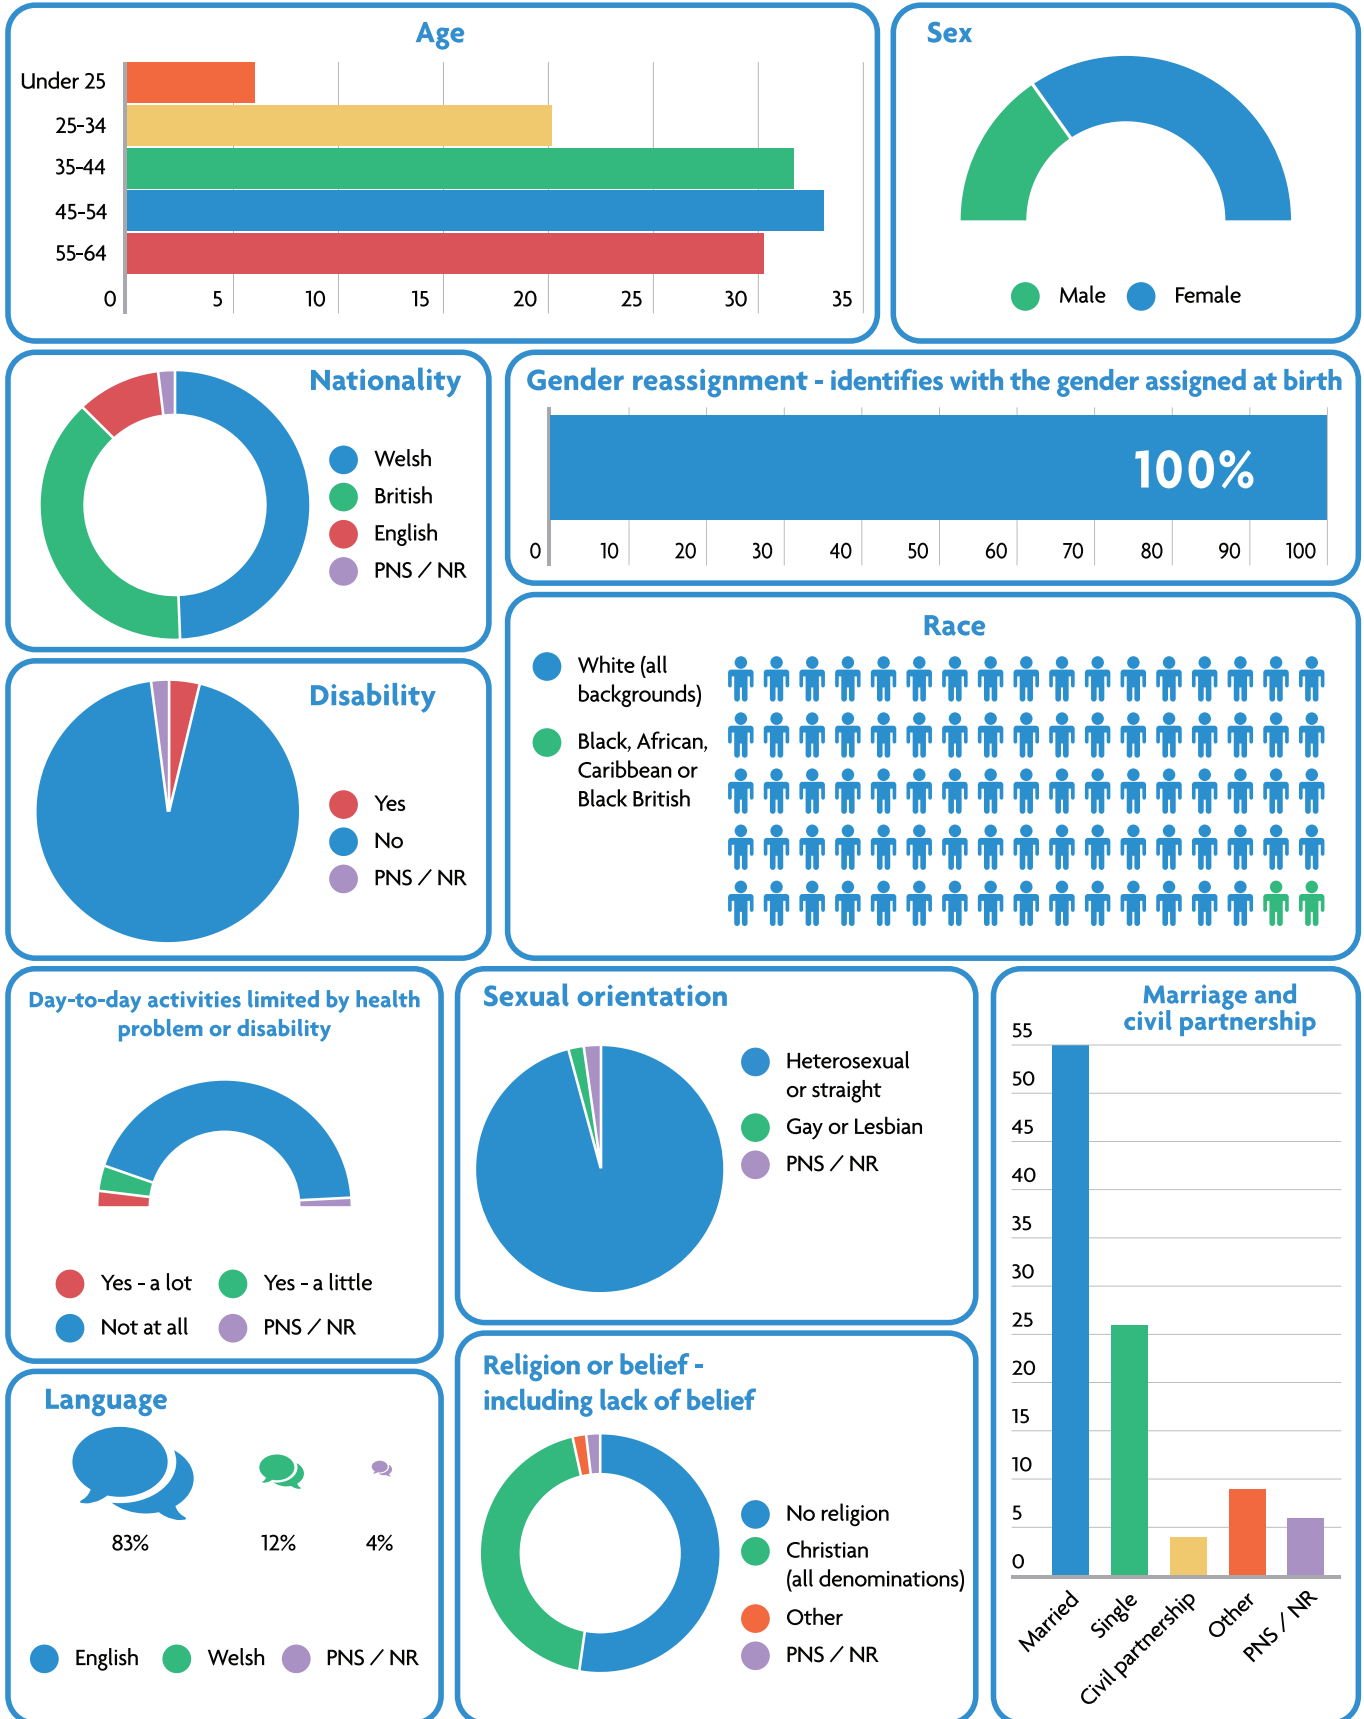 Age
Under 25
25-34
35-44
45-54
55-64
0 5 10 15 20 25 30 35
Sex
Male Female
Nationality
Welsh
British
English
PNS / NR
Gender reassignment - identifies with the gender assigned at birth
100%
0 10 20 30 40 50 60 70 80 90 100
Disability
Yes
No
PNS / NR
Race
White (all
backgrounds)
Black, African,
Caribbean or
Black British
Day-to-day activities limited by health
problem or disability
Yes - a lot Yes - a little
Not at all PNS / NR
Sexual orientation
Heterosexual
or straight
Gay or Lesbian
PNS / NR
Marriage and
civil partnership
55
50
45
40
35
30
25
20
15
10
5
0
Married Single Civil partnership Other PNS / NR
Language
83% 12% 4%
English Welsh PNS / NR
Religion or belief -
including lack of belief
No religion
Christian
(all denominations)
Other
PNS / NR